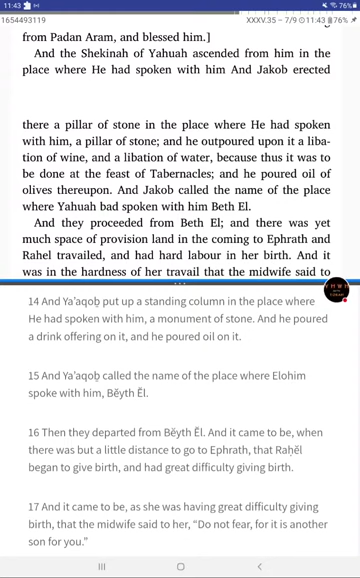 11:43
76%
1654493119
XXXV.35 – 7/9 11:43 76%
from Padan Aram, and blessed him.]
And the Shekinah of Yahuah ascended from him in the
place where He had spoken with him And Jakob erected
there a pillar of stone in the place where He had spoken
with him, a pillar of stone; and he outpoured upon it a liba-
tion of wine, and a libation of water, because thus it was to
be done at the feast of Tabernacles; and he poured oil of
olives thereupon. And Jakob called the name of the place
where Yahuah bad spoken with him Beth El.
And they proceeded from Beth El; and there was yet
much space of provision land in the coming to Ephrath and
Rahel travailed, and had hard labour in her birth. And it
was in the hardness of her travail that the midwife said to
14 And Ya’aqoḇ put up a standing column in the place where
He had spoken with him, a monument of stone. And he poured
a drink offering on it, and he poured oil on it.
15 And Ya’aqoḇ called the name of the place where Elohim
spoke with him, Bĕyth Ĕl.
16 Then they departed from Bĕyth Ĕl. And it came to be, when
there was but a little distance to go to Ephrath, that Raḥĕl
began to give birth, and had great difficulty giving birth.
17 And it came to be, as she was having great difficulty giving
birth, that the midwife said to her, “Do not fear, for it is another
son for you.”